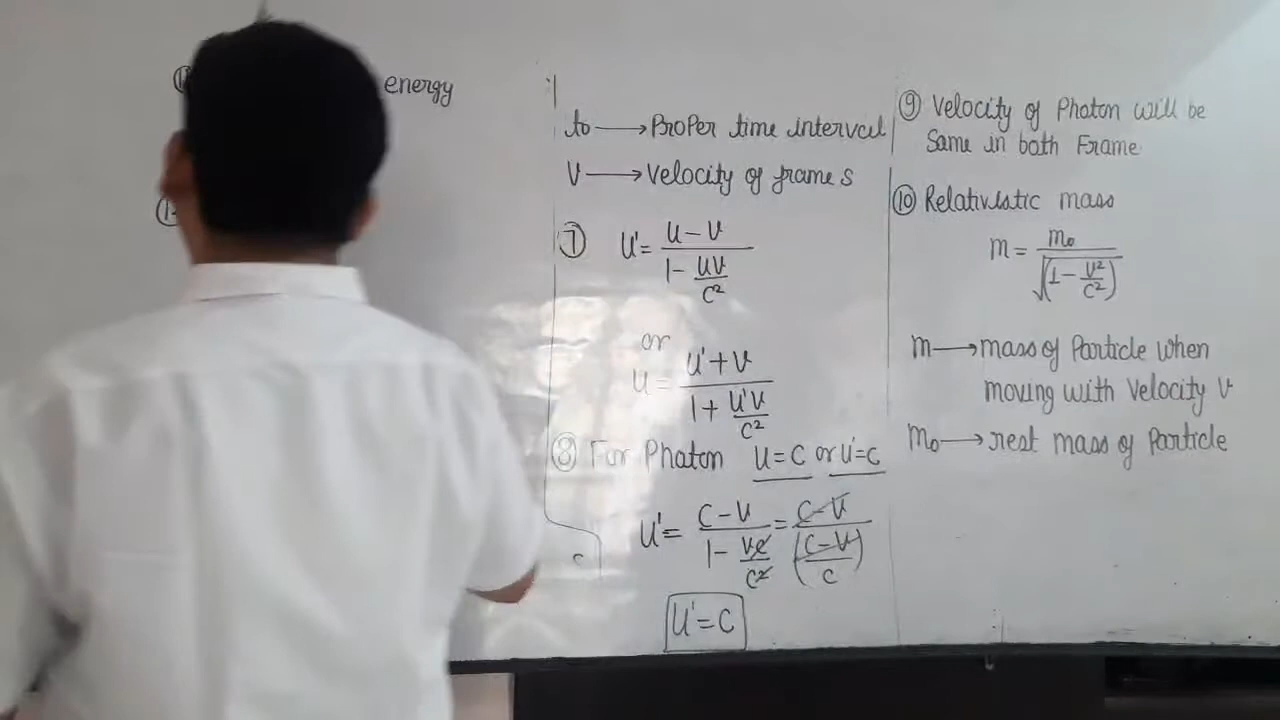 energy
to → Proper time interval
V → Velocity of frame s
⑦ U' = (U - V) / (1 - UV/C²)
or
U = (U' + V) / (1 + U'V/C²)
⑧ For Photon U = C or U' = C
U' = (C - V) / (1 - VC/C²) = (C - V) / ((C - V)/C)
U' = C
⑨ Velocity of Photon will be
Same in both Frame
⑩ Relativistic mass
m = m₀ / √(1 - V²/C²)
m → mass of Particle when
moving with Velocity V
m₀ → rest mass of Particle